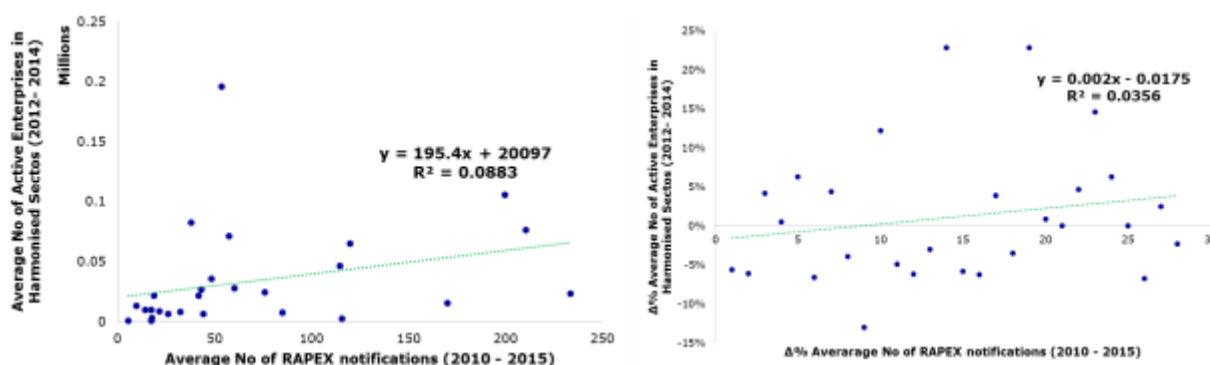 Average No of Active Enterprises in
Harmonised Sectos (2012- 2014)
Millions
0.25
0.2
0.15
0.1
0.05
0
0 50 100 150 200 250
y = 195.4x + 20097
R² = 0.0883
Average No of RAPEX notifications (2010 - 2015)
Δ% Average No of Active Enterprises in
Harmonised Sectos (2012- 2014)
25%
20%
15%
10%
5%
0%
-5%
-10%
-15%
0 5 10 15 20 25 30
y = 0.002x - 0.0175
R² = 0.0356
Δ% Averarage No of RAPEX notifications (2010 - 2015)